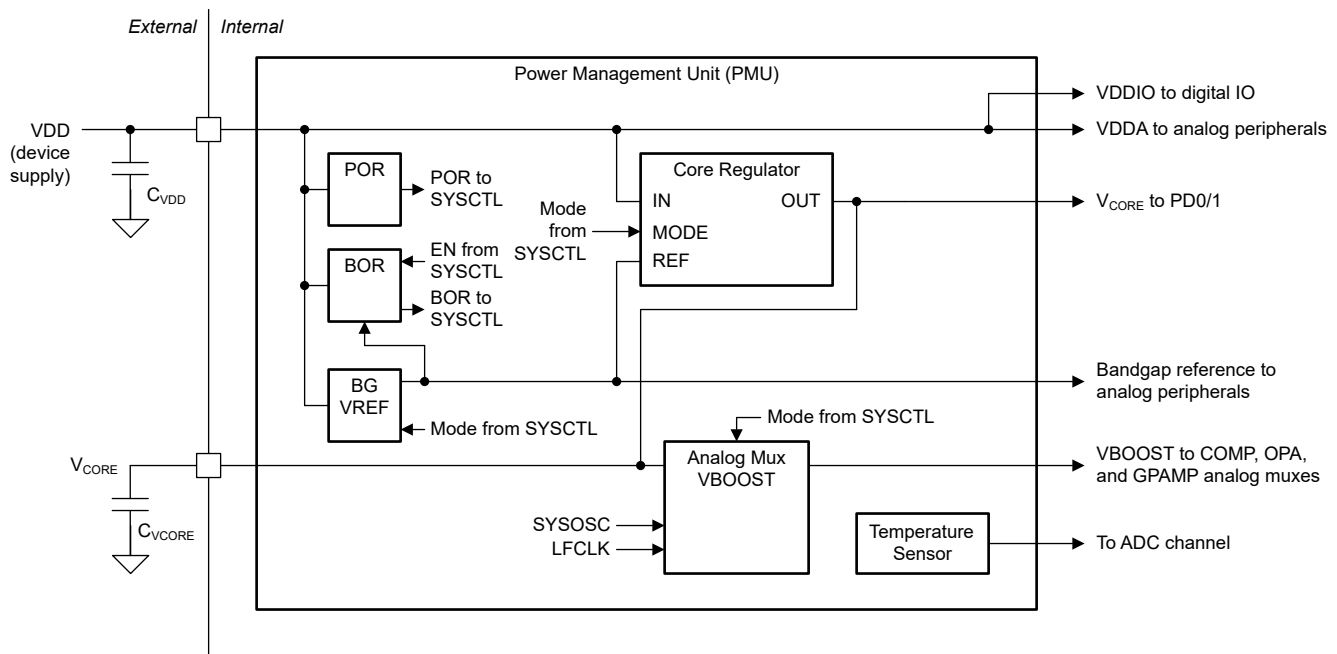 External
Internal
Power Management Unit (PMU)
VDDIO to digital IO
VDD
(device
supply)
VDDA to analog peripherals
C_VDD
POR
POR to
SYSCTL
Core Regulator
IN
OUT
MODE
REF
Mode
from
SYSCTL
V_CORE to PD0/1
BOR
EN from
SYSCTL
BOR to
SYSCTL
BG
VREF
Mode from SYSCTL
Bandgap reference to
analog peripherals
Mode from SYSCTL
V_CORE
C_VCORE
Analog Mux
VBOOST
VBOOST to COMP, OPA,
and GPAMP analog muxes
SYSOSC
LFCLK
Temperature
Sensor
To ADC channel